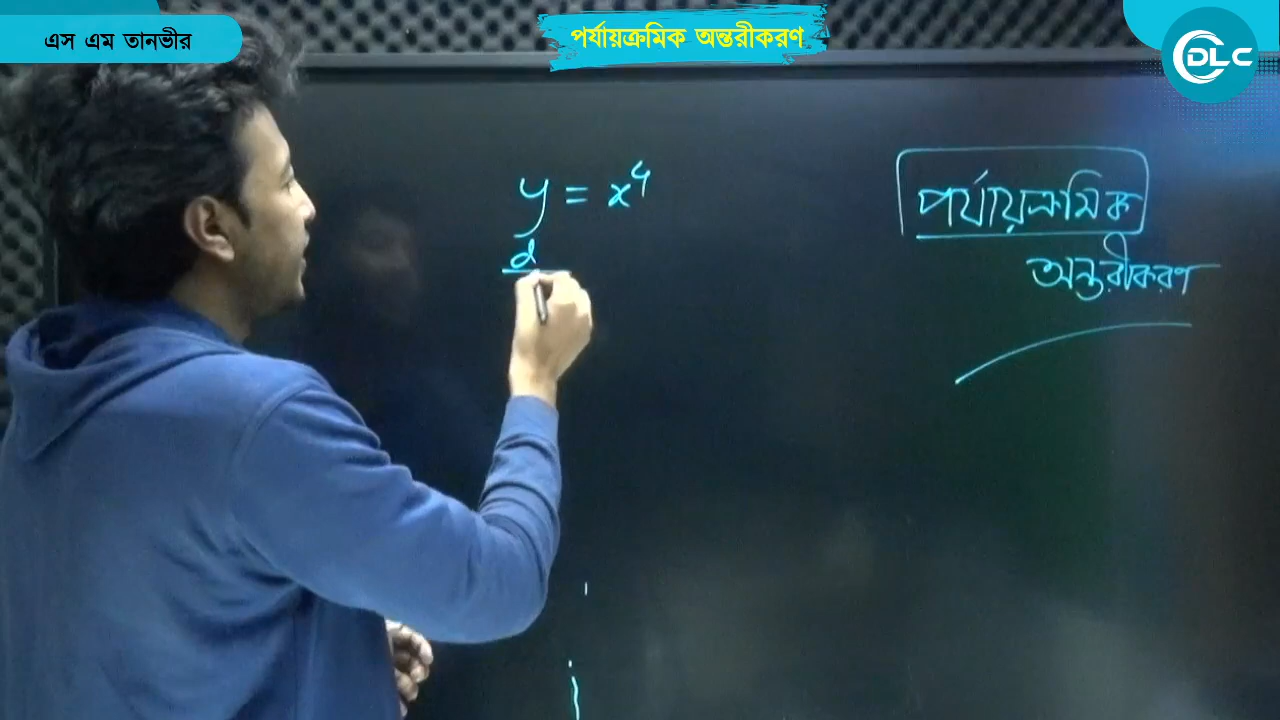 এস এম তানভীর
পর্যায়ক্রমিক অন্তরীকরণ
DLC
y = x⁴
d
পর্যায়ক্রমিক
অন্তরীকরণ